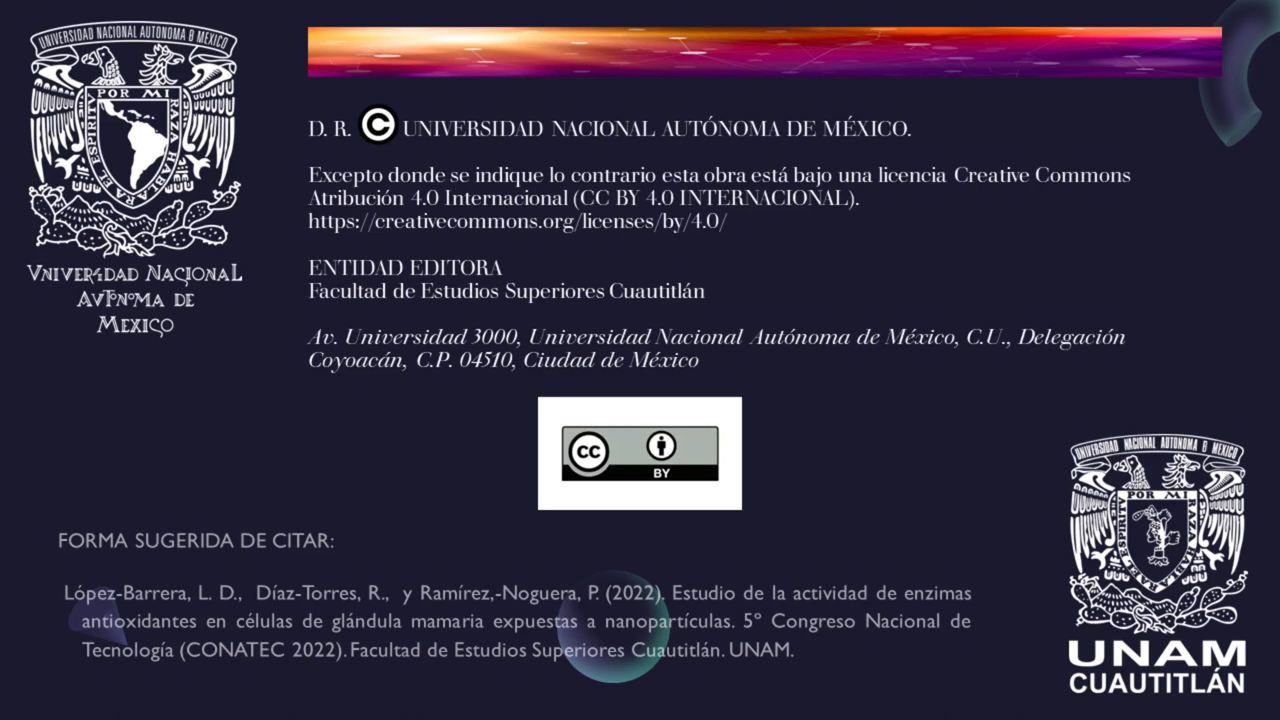 UNIVERSIDAD NACIONAL AUTONOMA Ð MEXICO
POR MI RAZA HABLARA EL ESPIRITU
VNIVERSDAD NACIONAL
AVTNOMA DE
MEXICO
D. R. © UNIVERSIDAD NACIONAL AUTÓNOMA DE MÉXICO.
Excepto donde se indique lo contrario esta obra está bajo una licencia Creative Commons
Atribución 4.0 Internacional (CC BY 4.0 INTERNACIONAL).
https://creativecommons.org/licenses/by/4.0/
ENTIDAD EDITORA
Facultad de Estudios Superiores Cuautitlán
Av. Universidad 3000, Universidad Nacional Autónoma de México, C.U., Delegación
Coyoacán, C.P. 04510, Ciudad de México
CC
BY
FORMA SUGERIDA DE CITAR:
López-Barrera, L. D., Díaz-Torres, R., y Ramírez,-Noguera, P. (2022). Estudio de la actividad de enzimas
antioxidantes en células de glándula mamaria expuestas a nanopartículas. 5º Congreso Nacional de
Tecnología (CONATEC 2022). Facultad de Estudios Superiores Cuautitlán. UNAM.
UNIVERSIDAD NACIONAL AUTONOMA Ð MEXICO
POR MI RAZA HABLARA EL ESPIRITU
UNAM
CUAUTITLÁN